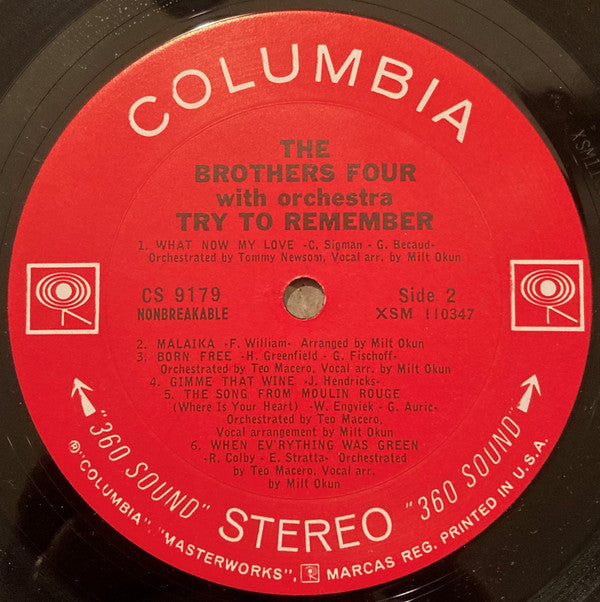 COLUMBIA
THE
BROTHERS FOUR
with orchestra
TRY TO REMEMBER
1. WHAT NOW MY LOVE -C. Sigman - G. Becaud-
Orchestrated by Tommy Newsom, Vocal arr. by Milt Okun
CS 9179
NONBREAKABLE
Side 2
XSM 110347
2. MALAIKA -F. William- Arranged by Milt Okun
3. BORN FREE -H. Greenfield - G. Fischoff-
Orchestrated by Teo Macero, Vocal arr. by Milt Okun
4. GIMME THAT WINE -J. Hendricks-
5. THE SONG FROM MOULIN ROUGE
(Where Is Your Heart) -W. Engviek - G. Auric-
Orchestrated by Teo Macero,
Vocal arrangement by Milt Okun
6. WHEN EV'RYTHING WAS GREEN
-R. Colby - E. Stratta- Orchestrated
by Teo Macero, Vocal arr.
by Milt Okun
"360 SOUND" STEREO "360 SOUND"
®"COLUMBIA", "MASTERWORKS", MARCAS REG. PRINTED IN U.S.A.